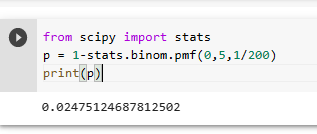 from scipy import stats
p = 1-stats.binom.pmf(0,5,1/200)
print(p)
0.02475124687812502